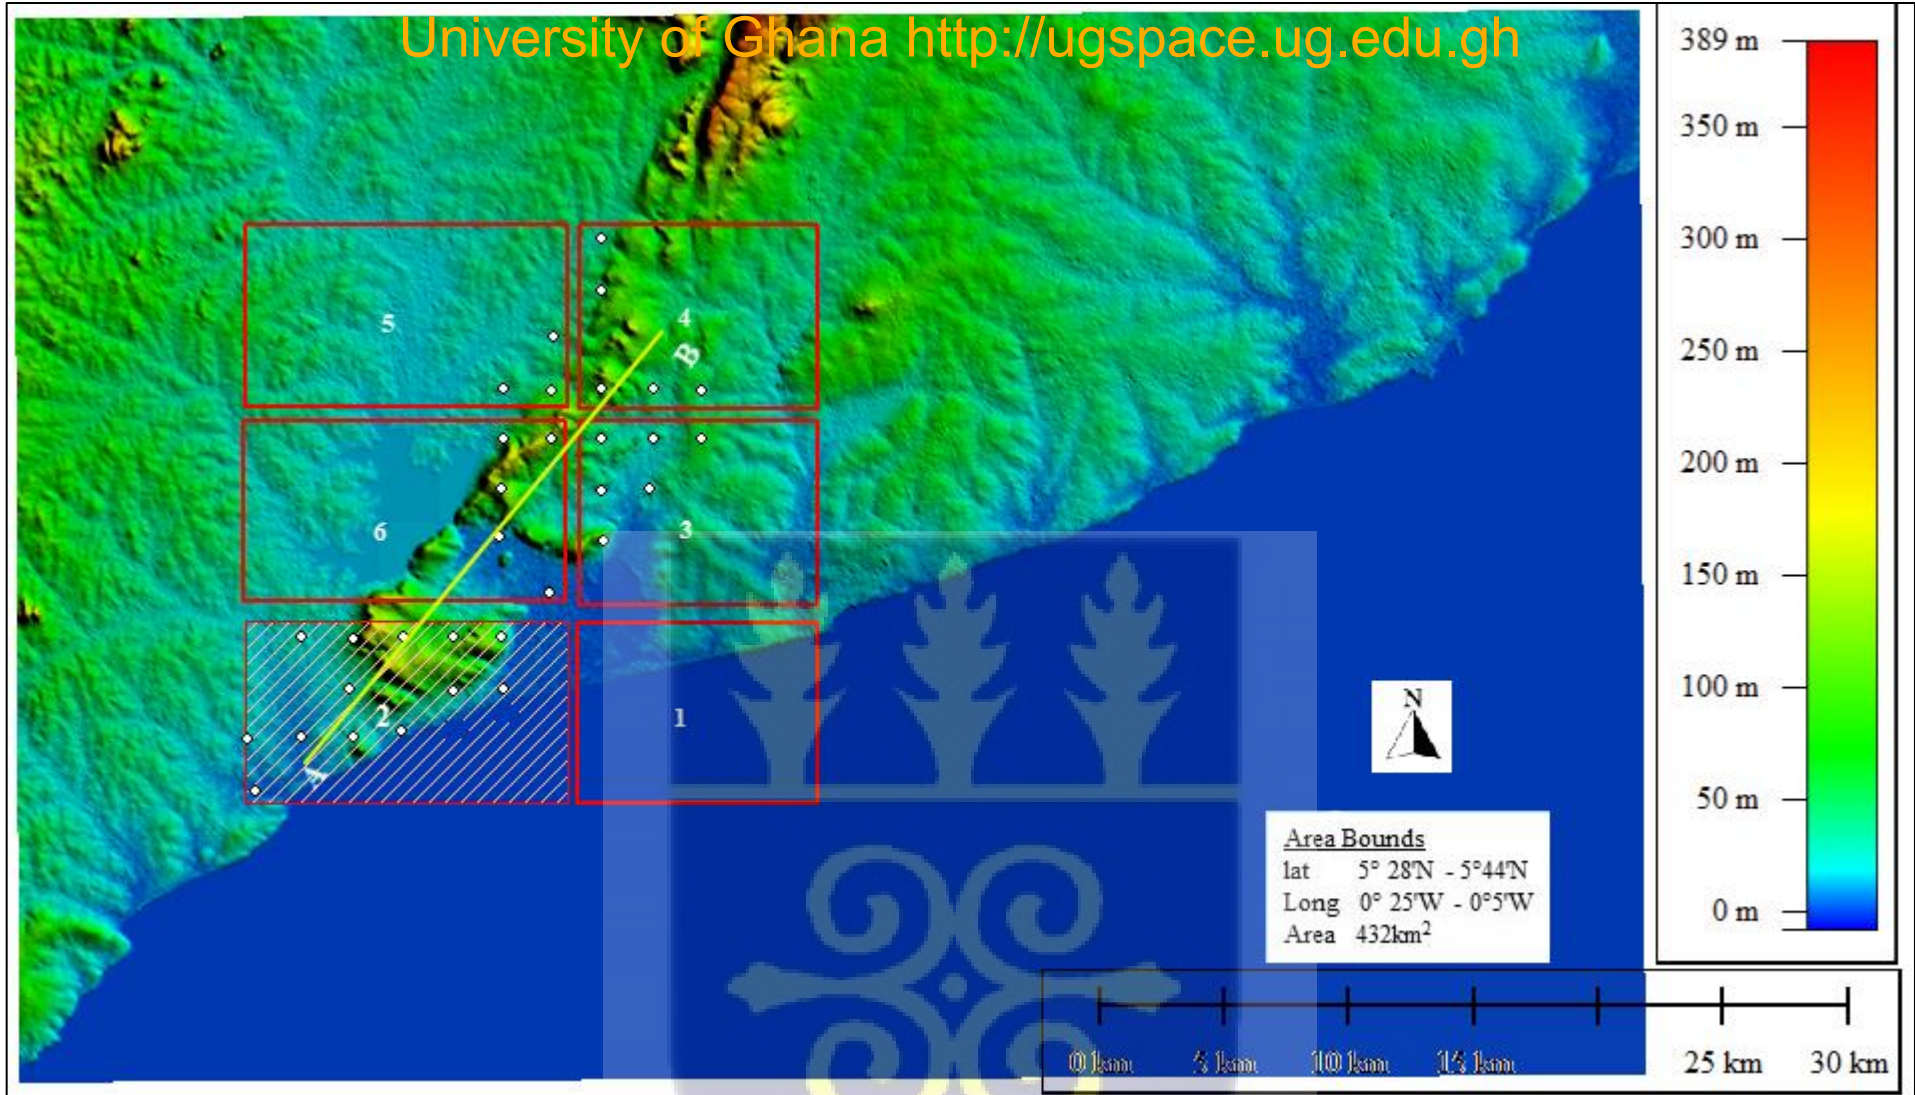 University of Ghana http://ugspace.ug.edu.gh
389 m
350 m
300 m
250 m
200 m
150 m
100 m
50 m
0 m
5
4
B
6
3
2
1
A
N
Area Bounds
lat 5° 28'N - 5°44'N
Long 0° 25'W - 0°5'W
Area 432km²
0 km 5 km 10 km 15 km 25 km 30 km